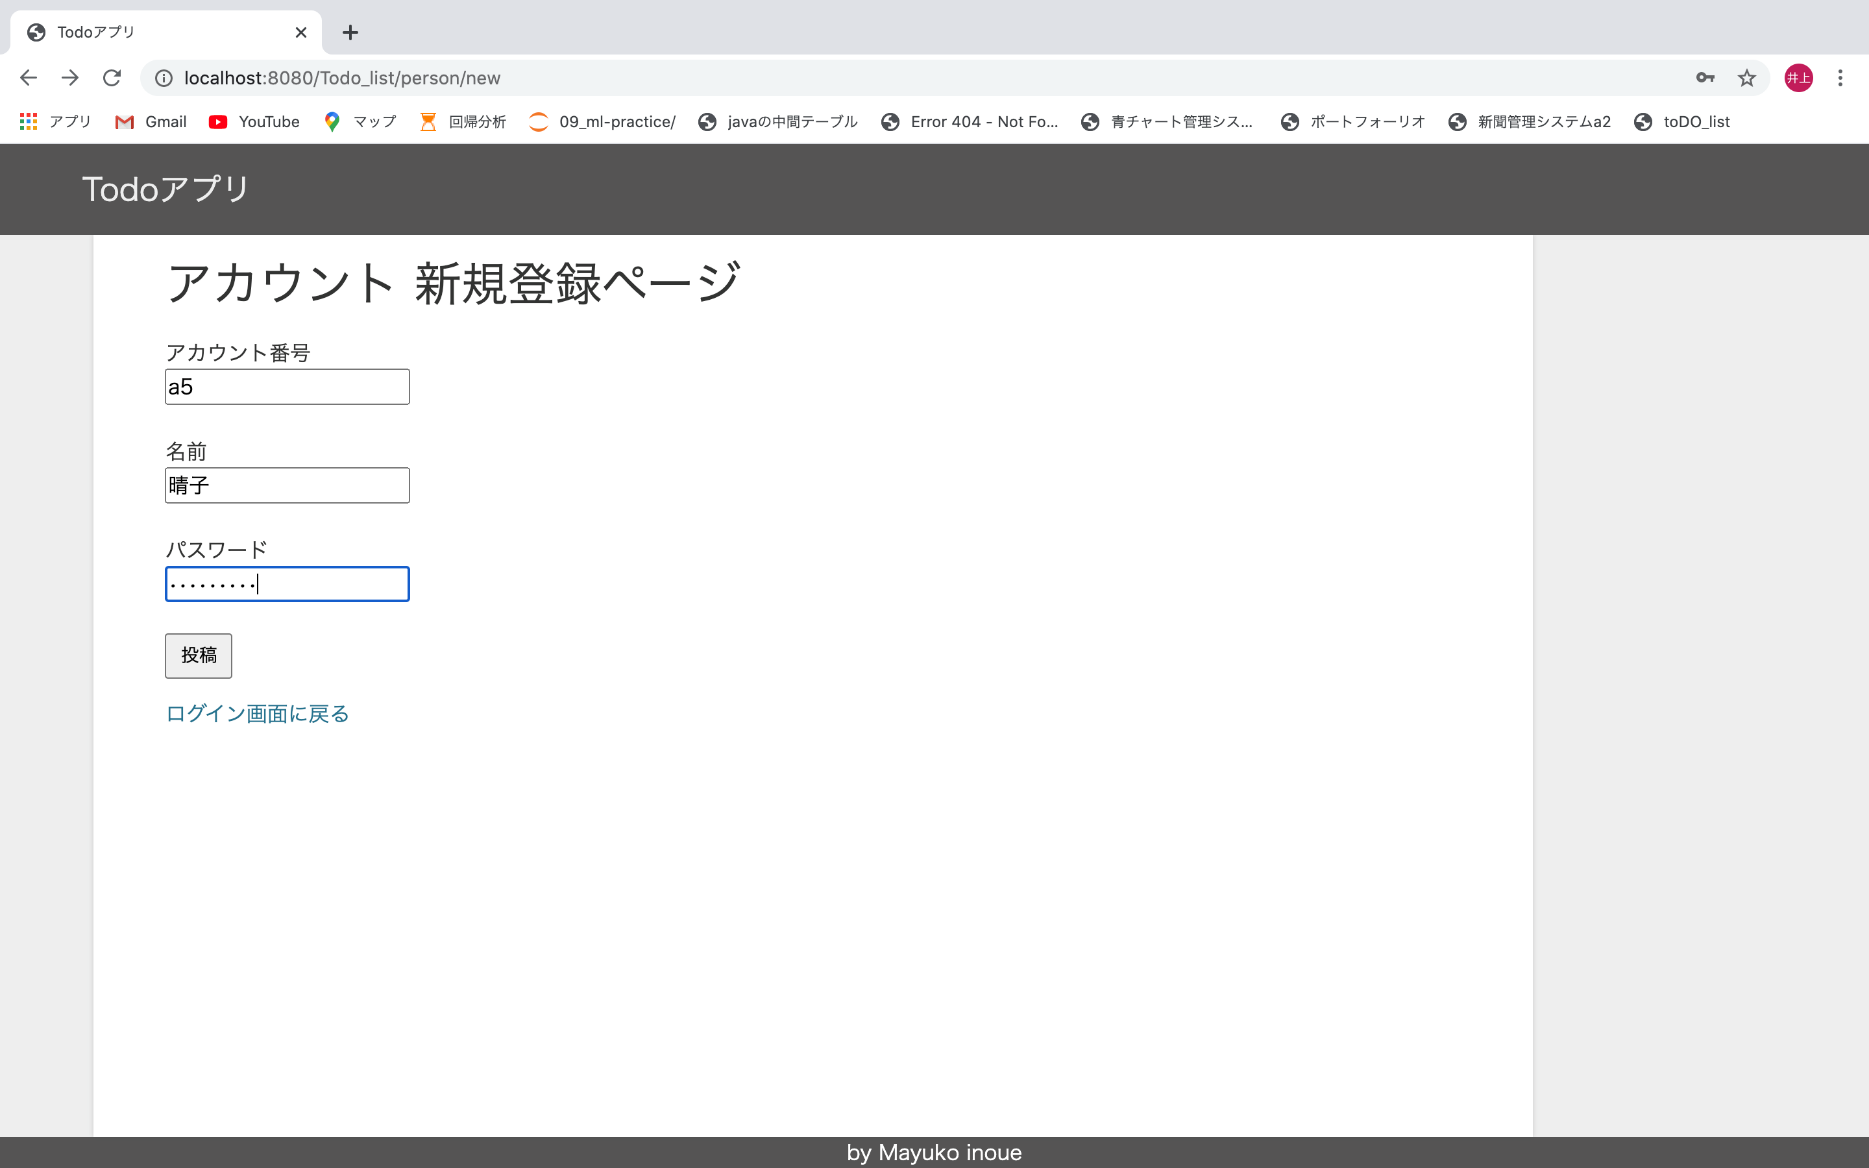 Todoアプリ
localhost:8080/Todo_list/person/new
井上
アプリ Gmail YouTube マップ 回帰分析 09_ml-practice/ javaの中間テーブル Error 404 - Not Fo... 青チャート管理シス... ポートフォーリオ 新聞管理システムa2 toDO_list
Todoアプリ
アカウント 新規登録ページ
アカウント番号
a5
名前
晴子
パスワード
•••••••••
投稿
ログイン画面に戻る
by Mayuko inoue